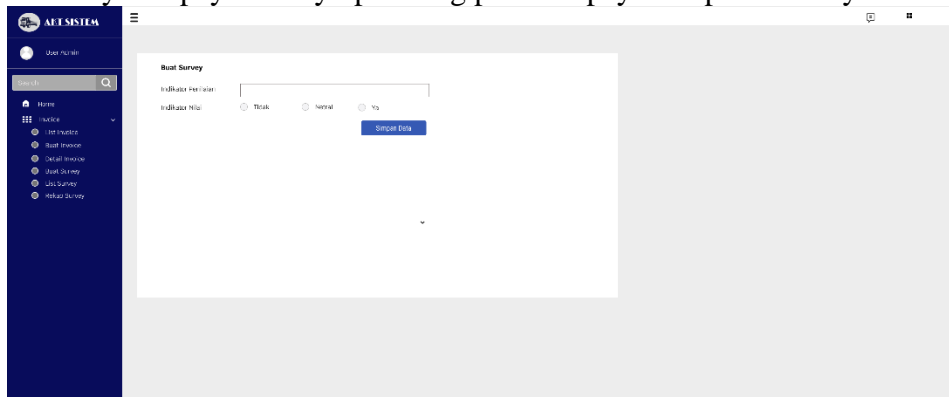 AKT SISTEM
User Admin
Search
Home
Invoice
List Invoice
Buat Invoice
Detail Invoice
Buat Survey
List Survey
Rekap Survey
Buat Survey
Indikator Penilaian
Indikator Nilai
Tidak
Netral
Ya
Simpan Data